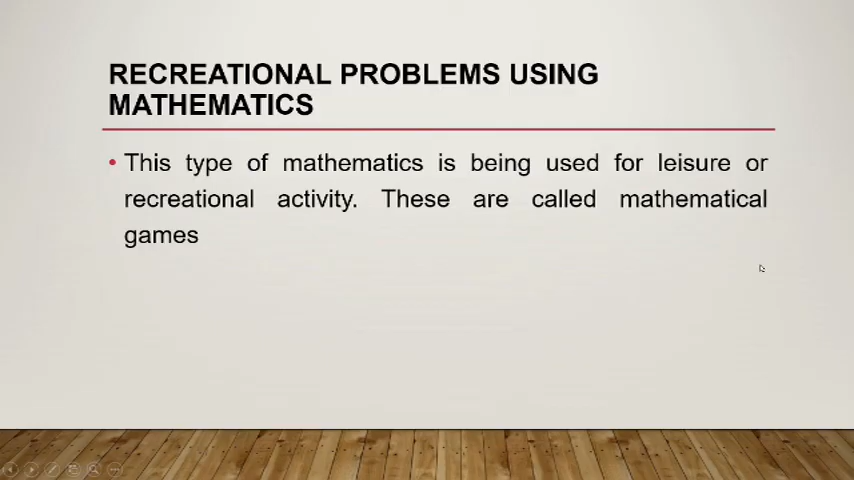 RECREATIONAL PROBLEMS USING
MATHEMATICS
• This type of mathematics is being used for leisure or
recreational activity. These are called mathematical
games